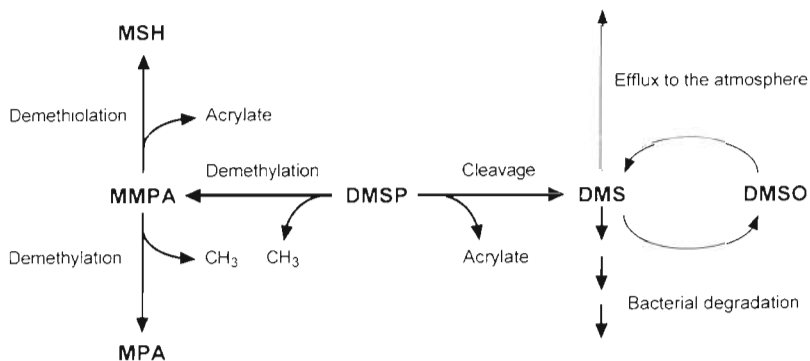 MSH
Efflux to the atmosphere
Demethiolation
Acrylate
Demethylation
Cleavage
MMPA
DMSP
DMS
DMSO
Demethylation
CH3
CH3
Acrylate
Bacterial degradation
MPA